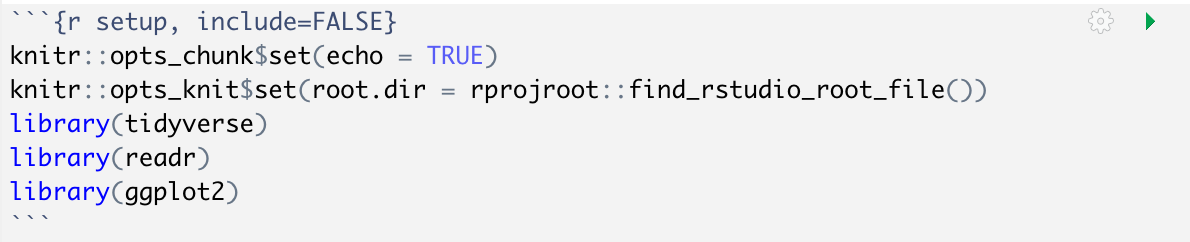 ```{r setup, include=FALSE}
knitr::opts_chunk$set(echo = TRUE)
knitr::opts_knit$set(root.dir = rprojroot::find_rstudio_root_file())
library(tidyverse)
library(readr)
library(ggplot2)
```